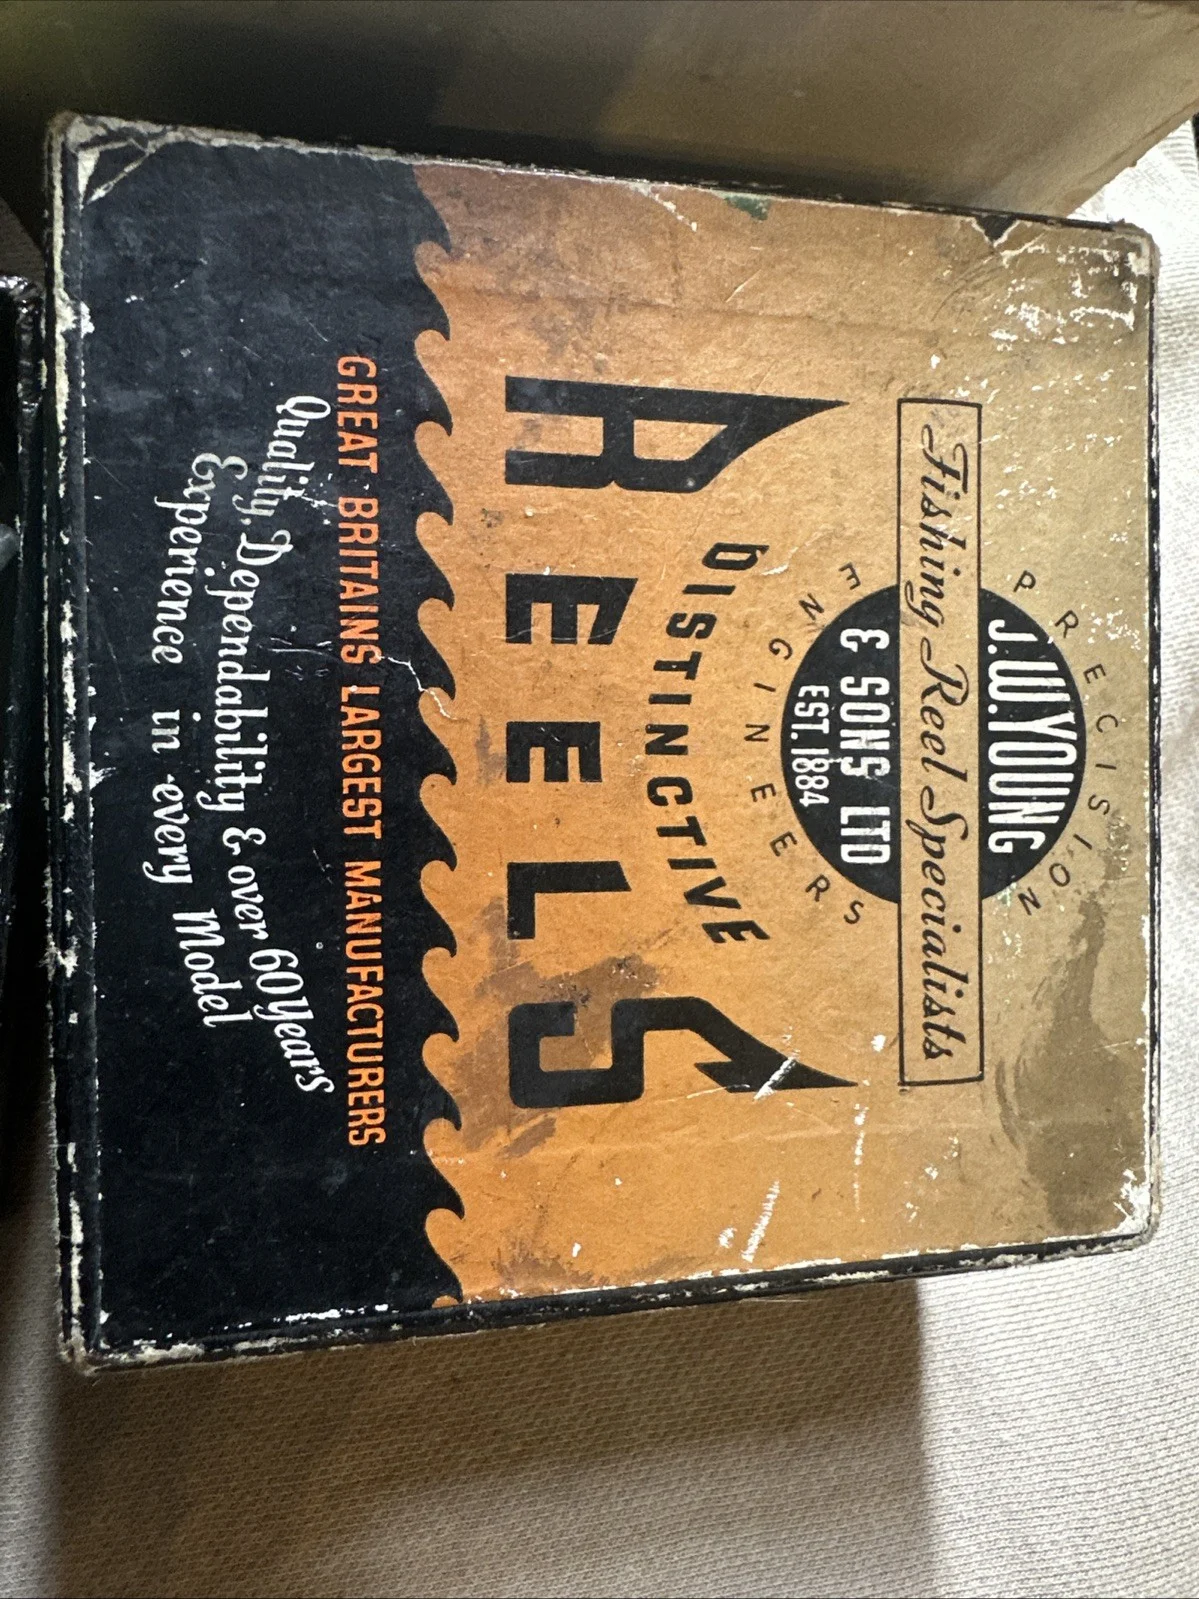 PRECISION
J.W.YOUNG
Fishing Reel Specialists
& SONS LTD
EST. 1884
ENGINEERS
DISTINCTIVE
REELS
GREAT BRITAINS LARGEST MANUFACTURERS
Quality, Dependability & over 60 Years
Experience in every Model